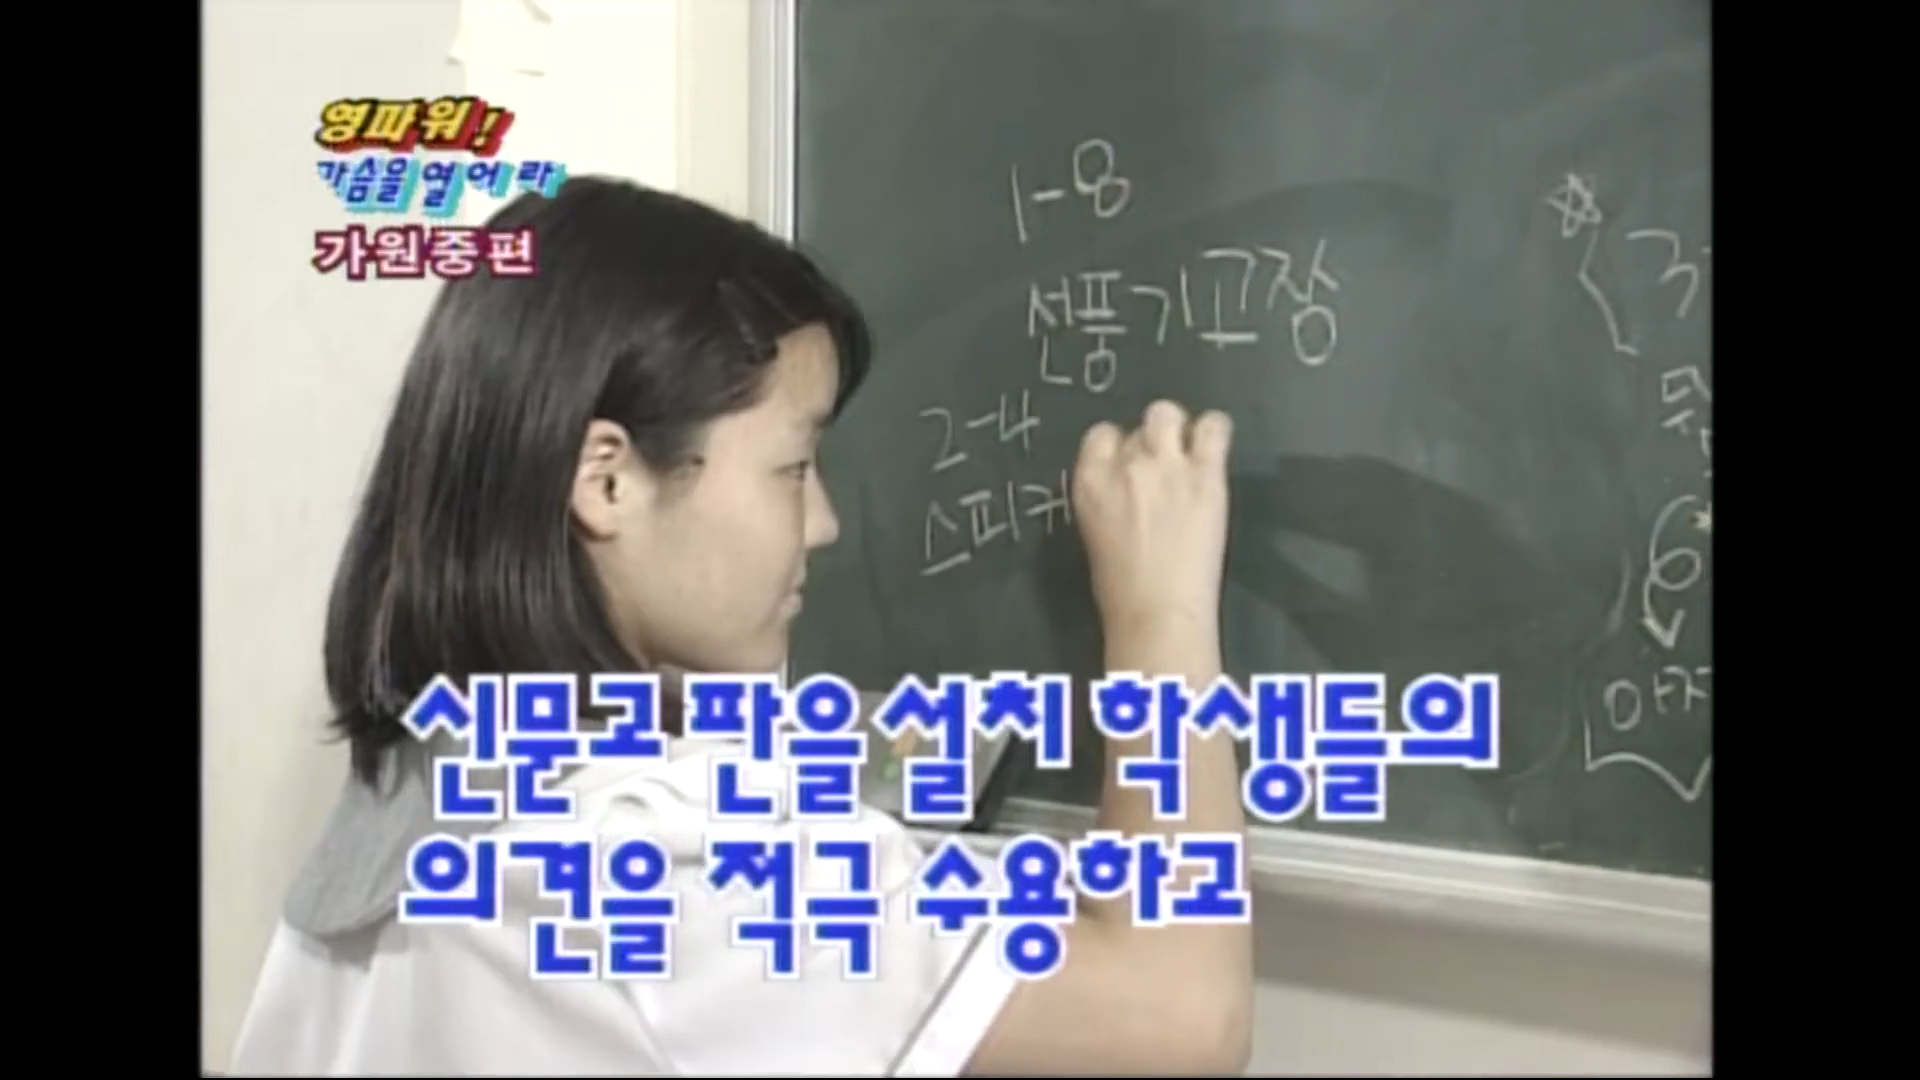 영파워!
가슴을 열어라
가원중편
1-8
선풍기고장
2-4
스피커
신문고 판을 설치 학생들의
의견을 적극 수용하고